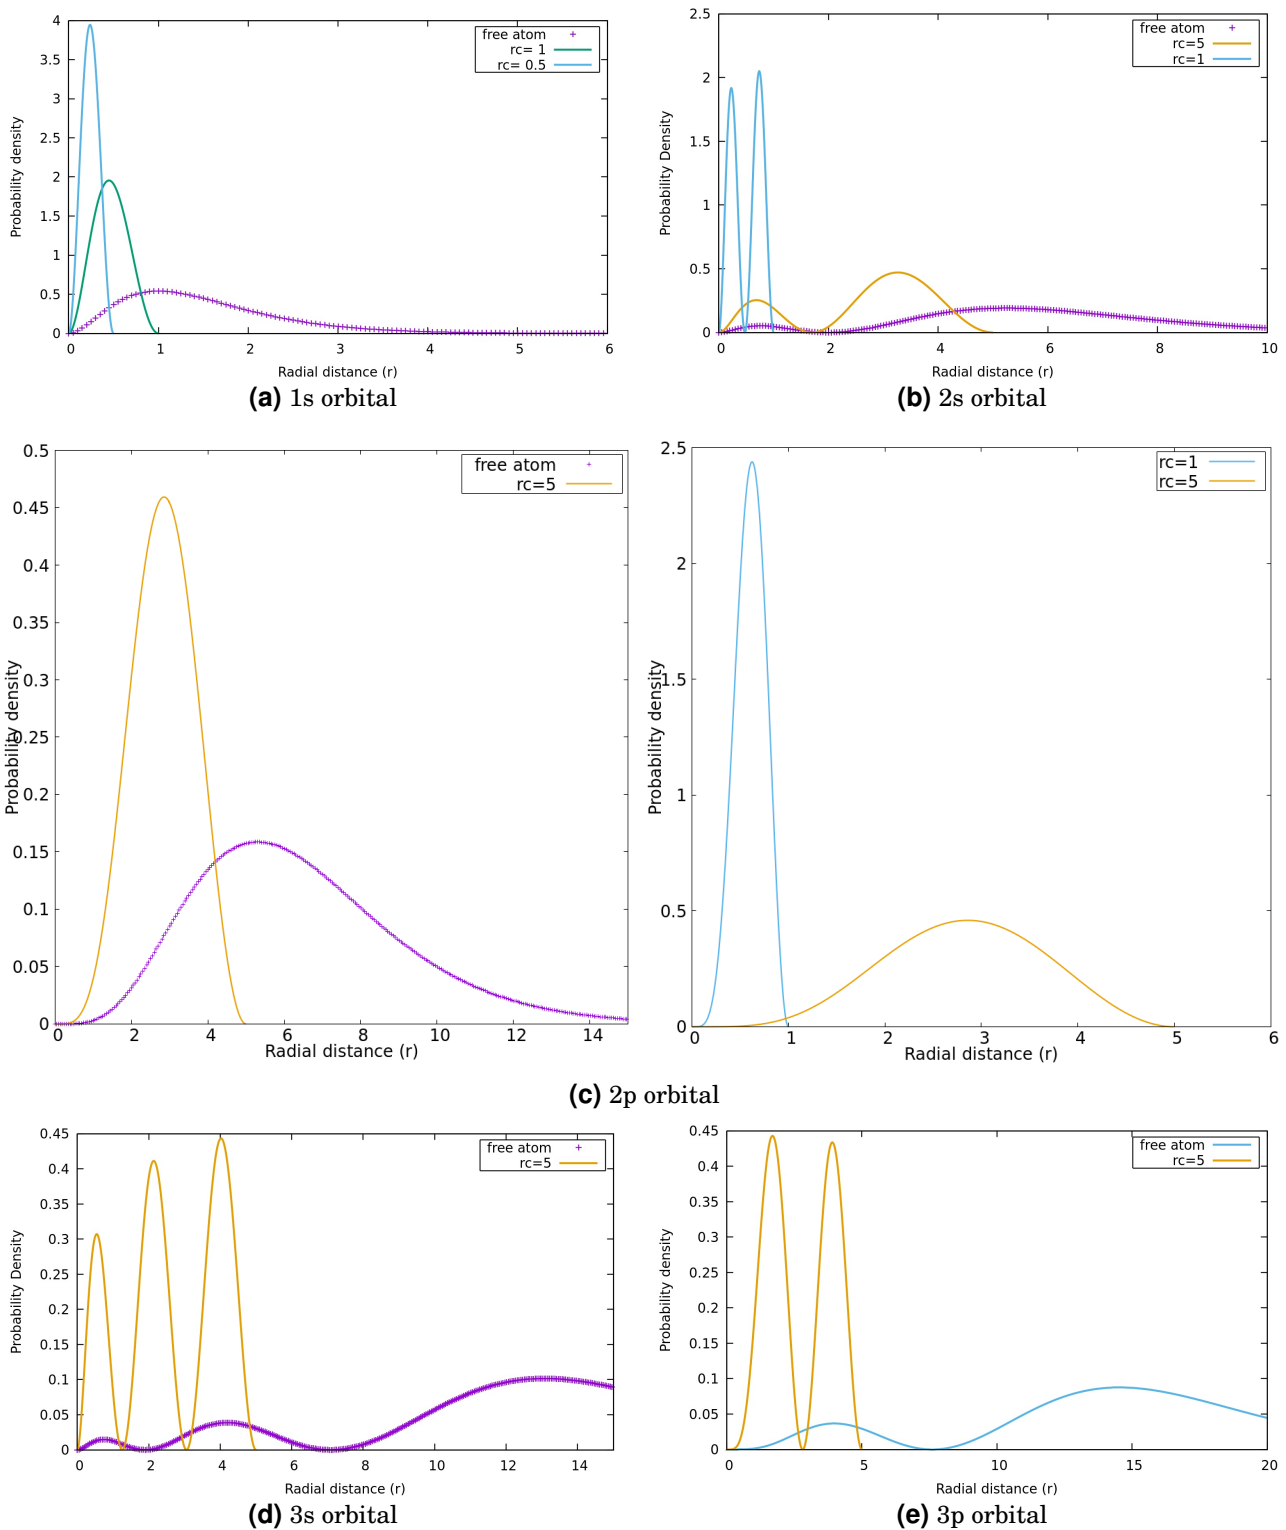 4
3.5
3
2.5
2
1.5
1
0.5
0
Probability density
free atom
rc= 1
rc= 0.5
0 1 2 3 4 5 6
Radial distance (r)
(a) 1s orbital
2.5
2
1.5
1
0.5
0
Probability Density
free atom
rc=5
rc=1
0 2 4 6 8 10
Radial distance (r)
(b) 2s orbital
0.5
0.45
0.4
0.35
0.3
0.25
0.2
0.15
0.1
0.05
0
Probability density
free atom
rc=5
0 2 4 6 8 10 12 14
Radial distance (r)
2.5
2
1.5
1
0.5
0
Probability density
rc=1
rc=5
0 1 2 3 4 5 6
Radial distance (r)
(c) 2p orbital
0.45
0.4
0.35
0.3
0.25
0.2
0.15
0.1
0.05
0
Probability Density
free atom
rc=5
0 2 4 6 8 10 12 14
Radial distance (r)
(d) 3s orbital
0.45
0.4
0.35
0.3
0.25
0.2
0.15
0.1
0.05
0
Probability density
free atom
rc=5
0 5 10 15 20
Radial distance (r)
(e) 3p orbital